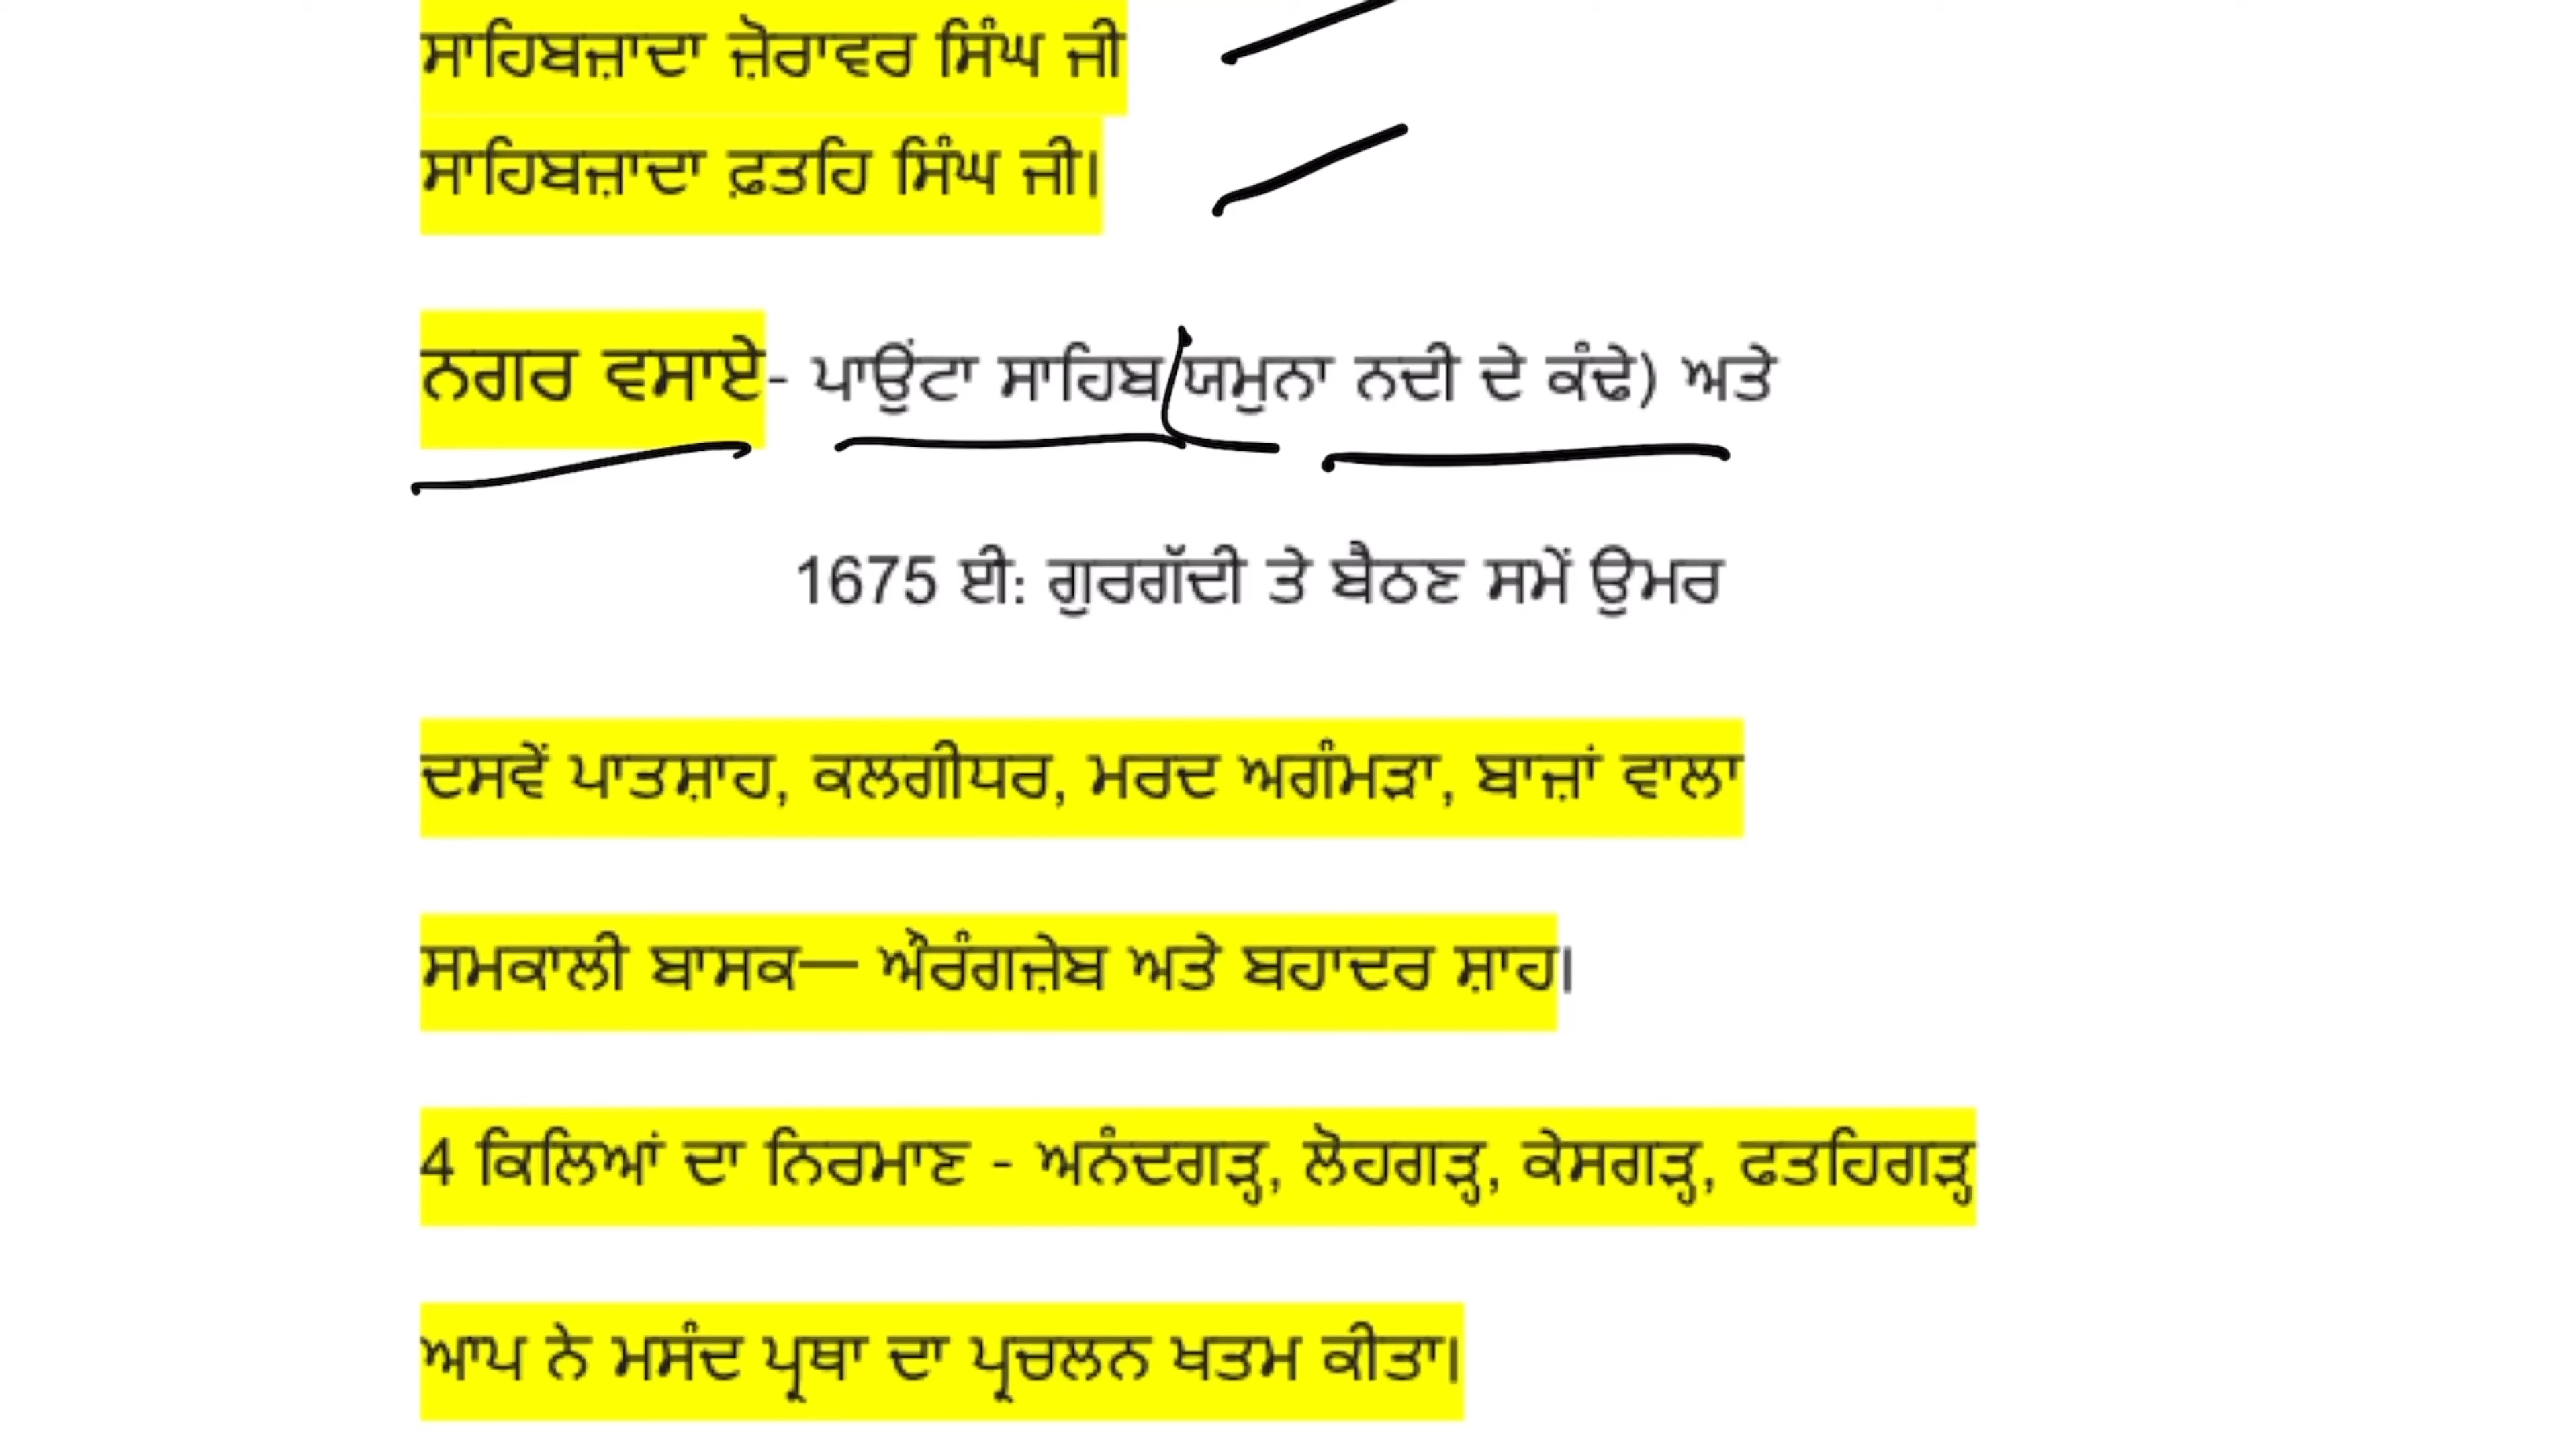 ਸਾਹਿਬਜ਼ਾਦਾ ਜ਼ੋਰਾਵਰ ਸਿੰਘ ਜੀ
ਸਾਹਿਬਜ਼ਾਦਾ ਫ਼ਤਹਿ ਸਿੰਘ ਜੀ।
ਨਗਰ ਵਸਾਏ- ਪਾਉਂਟਾ ਸਾਹਿਬ(ਯਮੁਨਾ ਨਦੀ ਦੇ ਕੰਢੇ) ਅਤੇ
1675 ਈ: ਗੁਰਗੱਦੀ ਤੇ ਬੈਠਣ ਸਮੇਂ ਉਮਰ
ਦਸਵੇਂ ਪਾਤਸ਼ਾਹ, ਕਲਗੀਧਰ, ਮਰਦ ਅਗੰਮੜਾ, ਬਾਜ਼ਾਂ ਵਾਲਾ
ਸਮਕਾਲੀ ਬਾਸਕ— ਔਰੰਗਜ਼ੇਬ ਅਤੇ ਬਹਾਦਰ ਸ਼ਾਹ।
4 ਕਿਲਿਆਂ ਦਾ ਨਿਰਮਾਣ - ਅਨੰਦਗੜ੍ਹ, ਲੋਹਗੜ੍ਹ, ਕੇਸਗੜ੍ਹ, ਫਤਹਿਗੜ੍ਹ
ਆਪ ਨੇ ਮਸੰਦ ਪ੍ਰਥਾ ਦਾ ਪ੍ਰਚਲਨ ਖਤਮ ਕੀਤਾ।